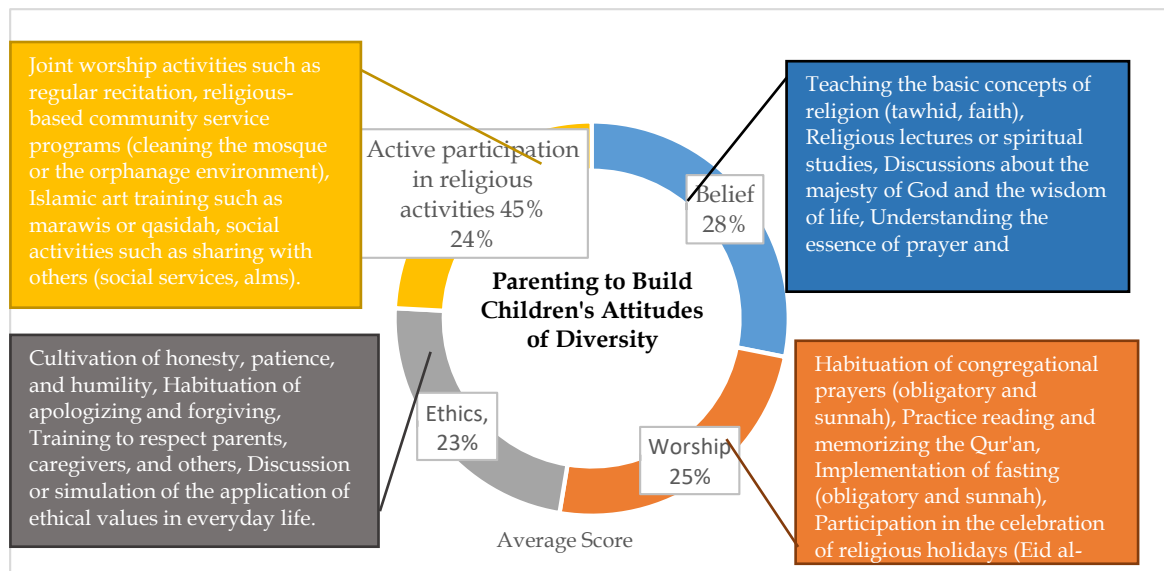 Joint worship activities such as
regular recitation, religious-
based community service
programs (cleaning the mosque
or the orphanage environment),
Islamic art training such as
marawis or qasidah, social
activities such as sharing with
others (social services, alms).
Active participation
in religious
activities 45%
24%
Belief
28%
Teaching the basic concepts of
religion (tawhid, faith),
Religious lectures or spiritual
studies, Discussions about the
majesty of God and the wisdom
of life, Understanding the
essence of prayer and
Parenting to Build
Children's Attitudes
of Diversity
Cultivation of honesty, patience,
and humility, Habituation of
apologizing and forgiving,
Training to respect parents,
caregivers, and others, Discussion
or simulation of the application of
ethical values in everyday life.
Ethics,
23%
Worship
25%
Habituation of congregational
prayers (obligatory and
sunnah), Practice reading and
memorizing the Qur'an,
Implementation of fasting
(obligatory and sunnah),
Participation in the celebration
of religious holidays (Eid al-
Average Score